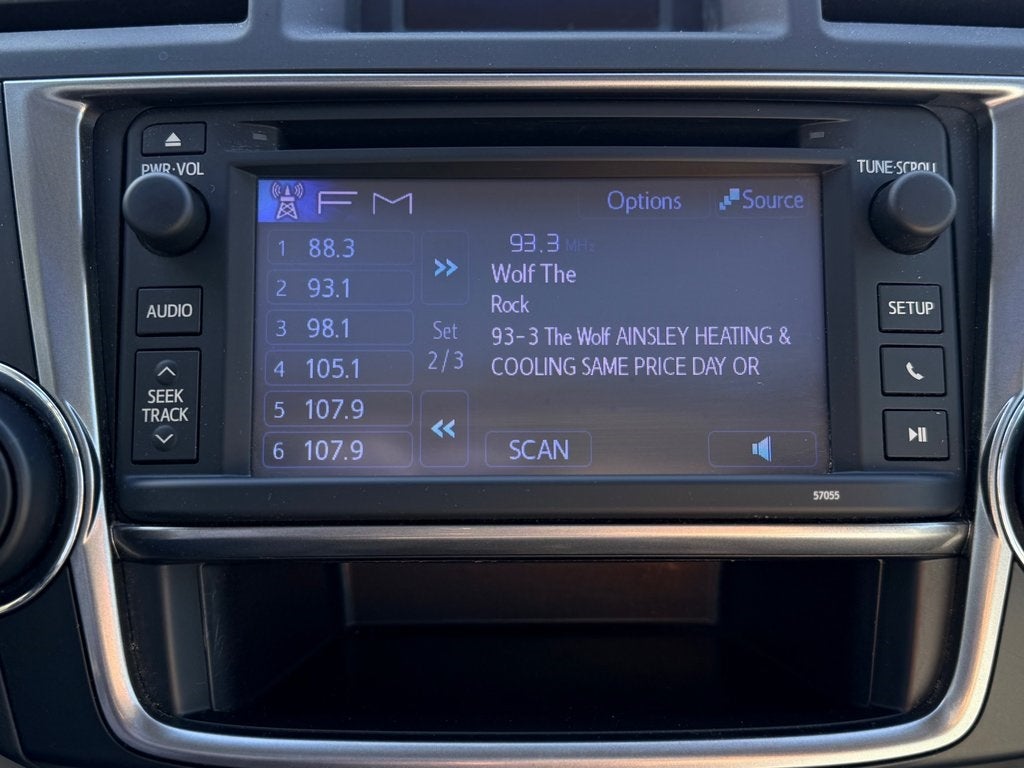 PWR·VOL
TUNE·SCROLL
FM
Options
Source
1 88.3
2 93.1
3 98.1
4 105.1
5 107.9
6 107.9
Set
2/3
93.3 MHz
Wolf The
Rock
93-3 The Wolf AINSLEY HEATING &
COOLING SAME PRICE DAY OR
SCAN
AUDIO
SEEK
TRACK
SETUP
57055